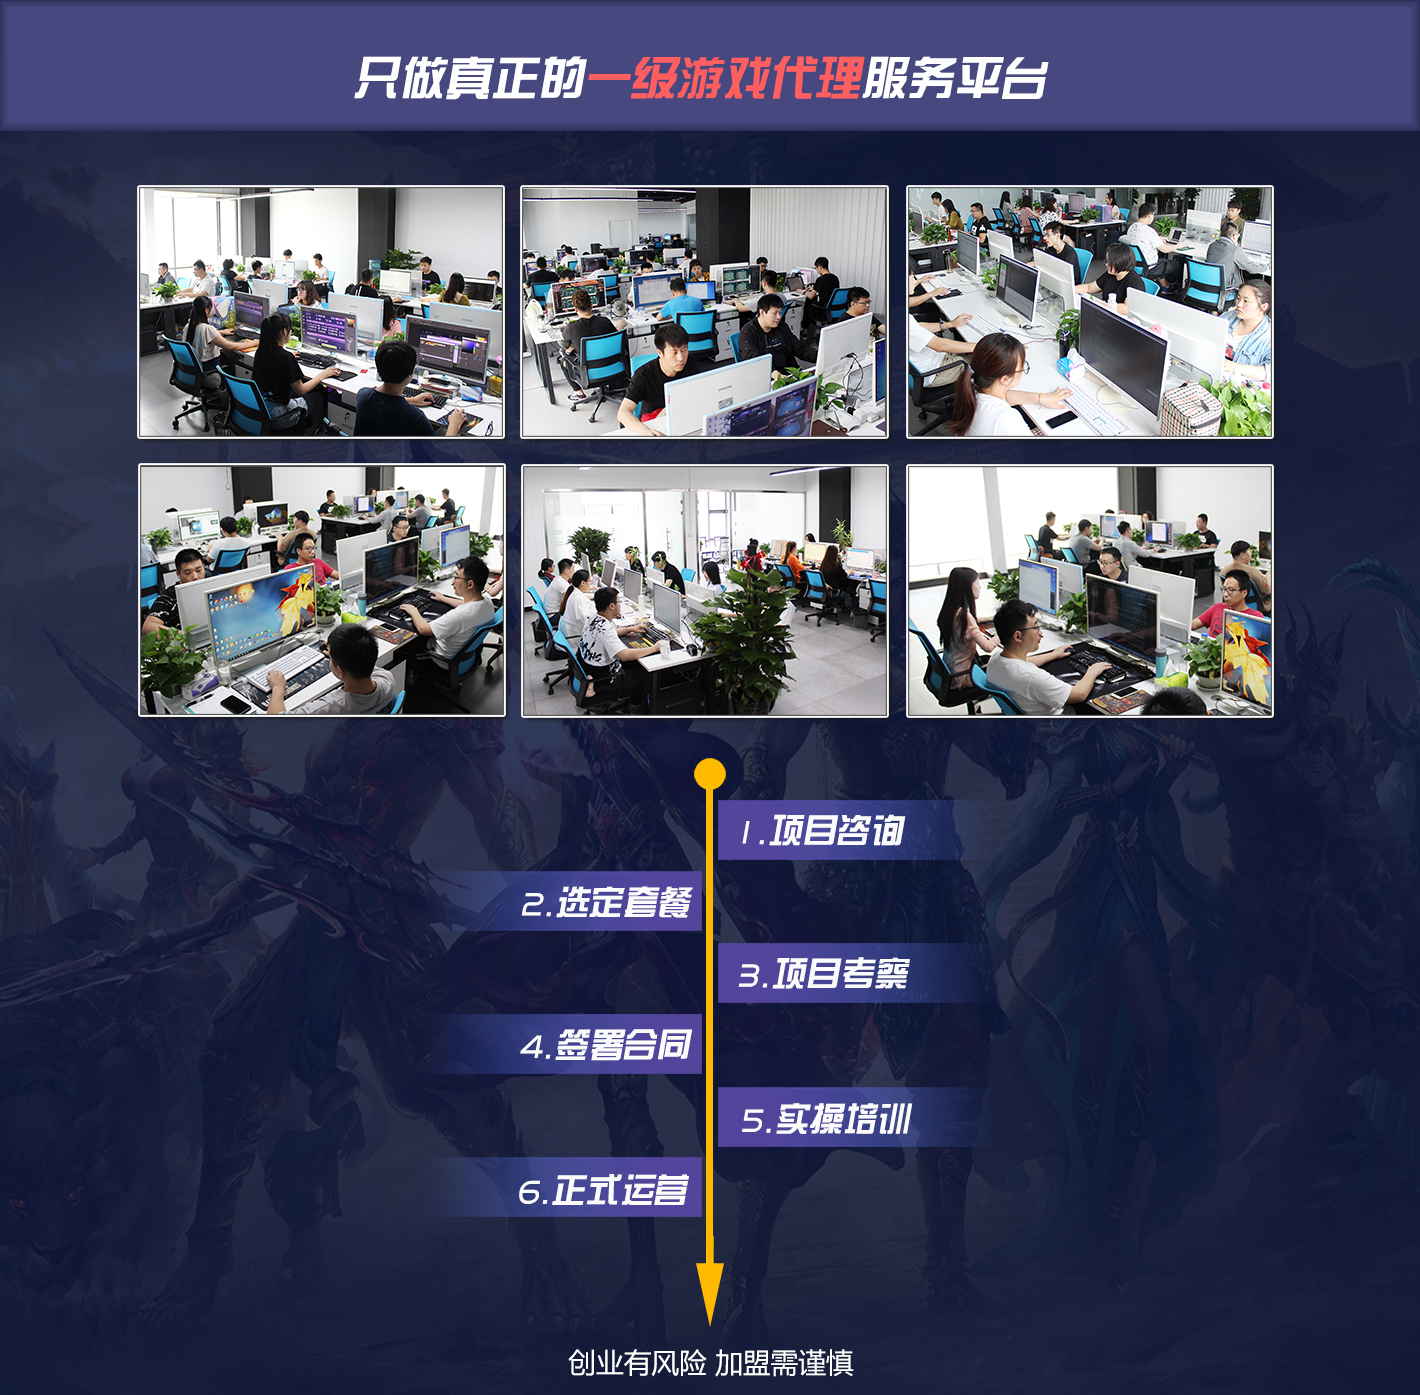 只做真正的一级游戏代理服务平台
1.项目咨询
2.选定套餐
3.项目考察
4.签署合同
5.实操培训
6.正式运营
创业有风险 加盟需谨慎